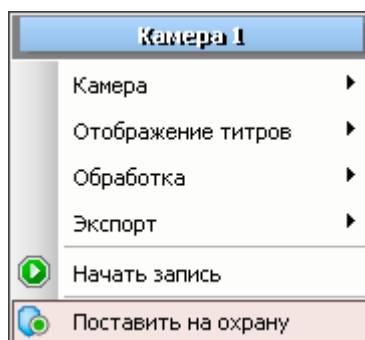 Камера 1
Камера
Отображение титров
Обработка
Экспорт
Начать запись
Поставить на охрану